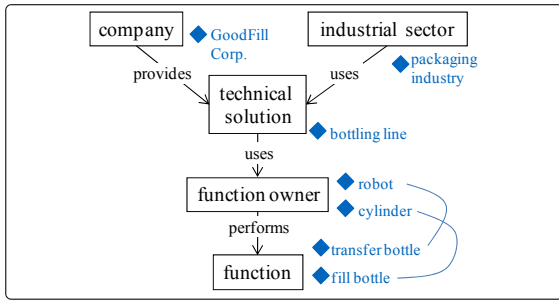 company
GoodFill
Corp.
industrial sector
packaging
industry
provides
uses
technical
solution
bottling line
uses
function owner
robot
cylinder
performs
transfer bottle
function
fill bottle